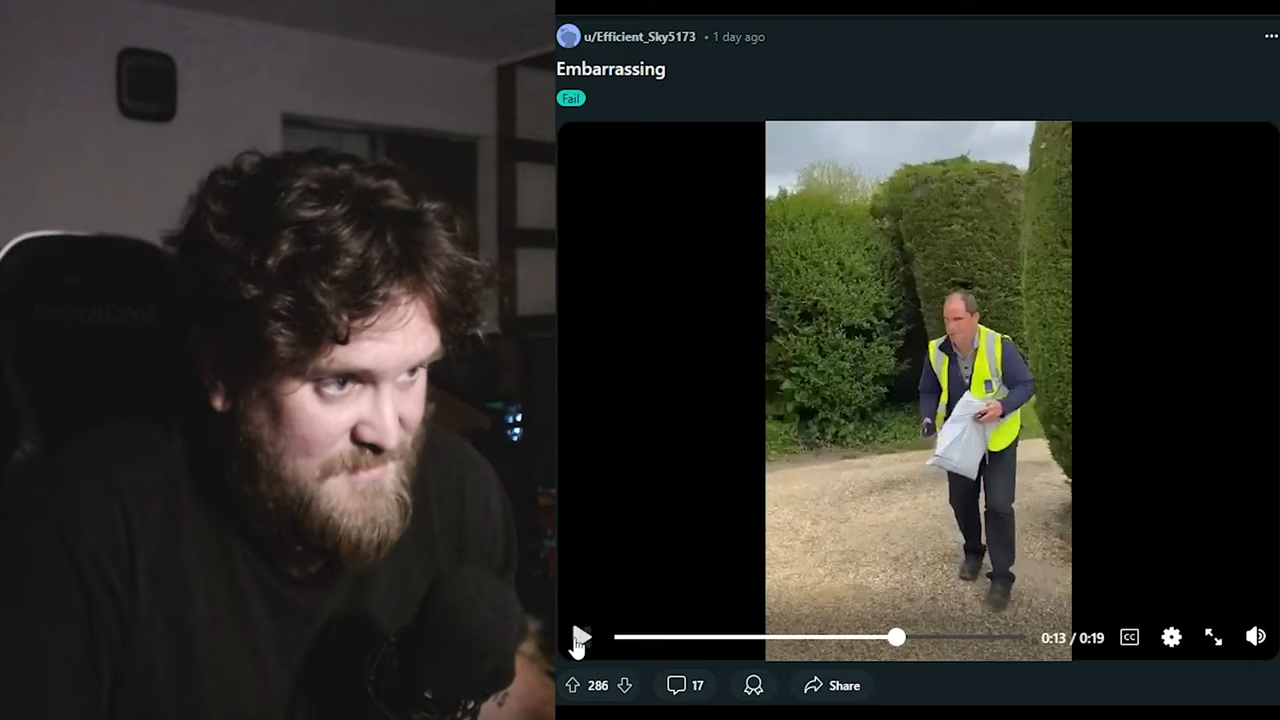 u/Efficient_Sky5173 • 1 day ago
Embarrassing
Fail
0:13 / 0:19
CC
286
17
Share